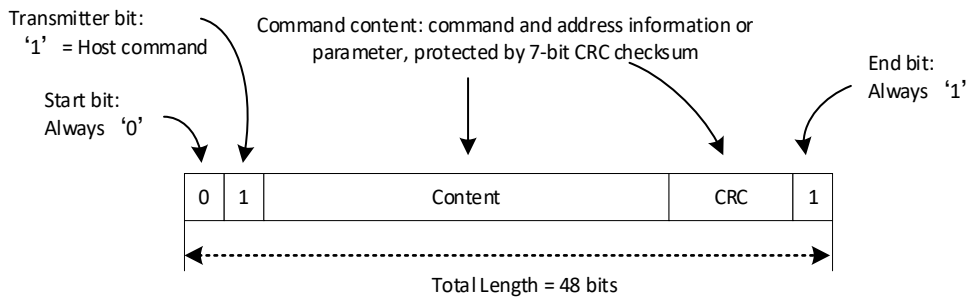 Transmitter bit:
‘1’ = Host command
Command content: command and address information or
parameter, protected by 7-bit CRC checksum
End bit:
Always ‘1’
Start bit:
Always ‘0’
0 1 Content CRC 1
Total Length = 48 bits